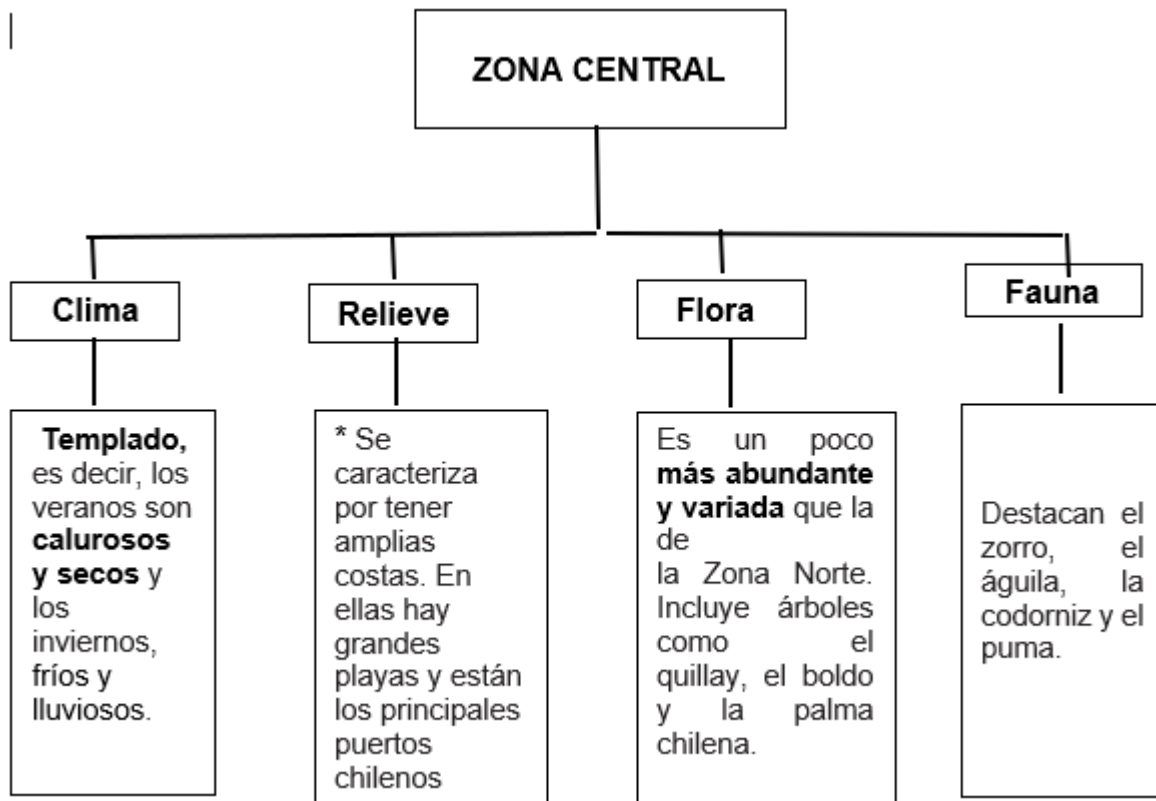 ZONA CENTRAL
Clima
Relieve
Flora
Fauna
Templado,
es decir, los
veranos son
calurosos
y secos y
los
inviernos,
fríos y
lluviosos.
* Se
caracteriza
por tener
amplias
costas. En
ellas hay
grandes
playas y están
los principales
puertos
chilenos
Es un poco
más abundante
y variada que la
de
la Zona Norte.
Incluye árboles
como el
quillay, el boldo
y la palma
chilena.
Destacan el
zorro, el
águila, la
codorniz y el
puma.